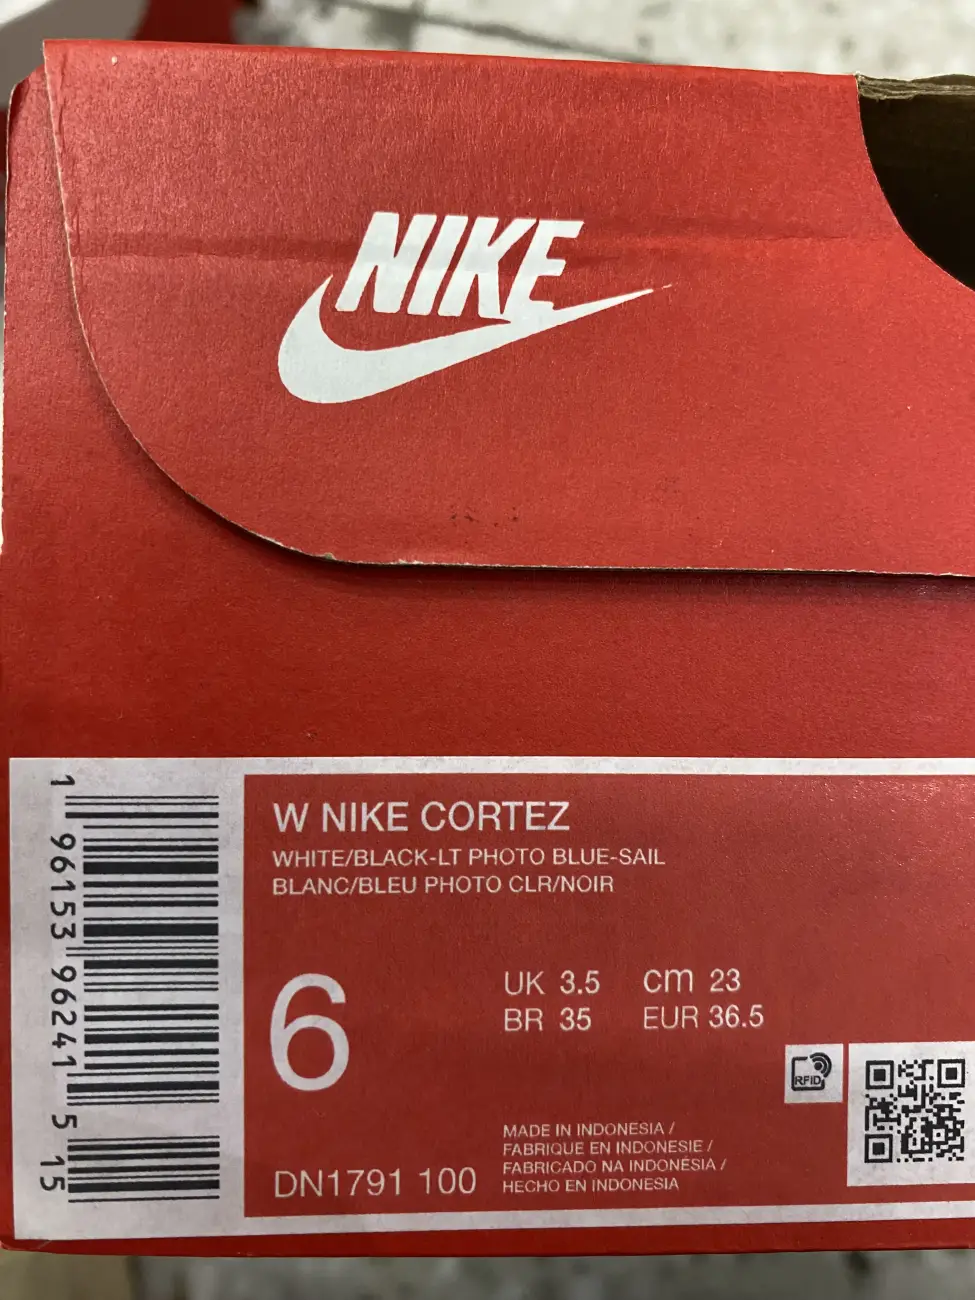 NIKE
W NIKE CORTEZ
WHITE/BLACK-LT PHOTO BLUE-SAIL
BLANC/BLEU PHOTO CLR/NOIR
6
UK 3.5 CM 23
BR 35 EUR 36.5
RFID
MADE IN INDONESIA /
FABRIQUE EN INDONESIE /
FABRICADO NA INDONÉSIA /
HECHO EN INDONESIA
DN1791 100
1 96153 96241 5 15